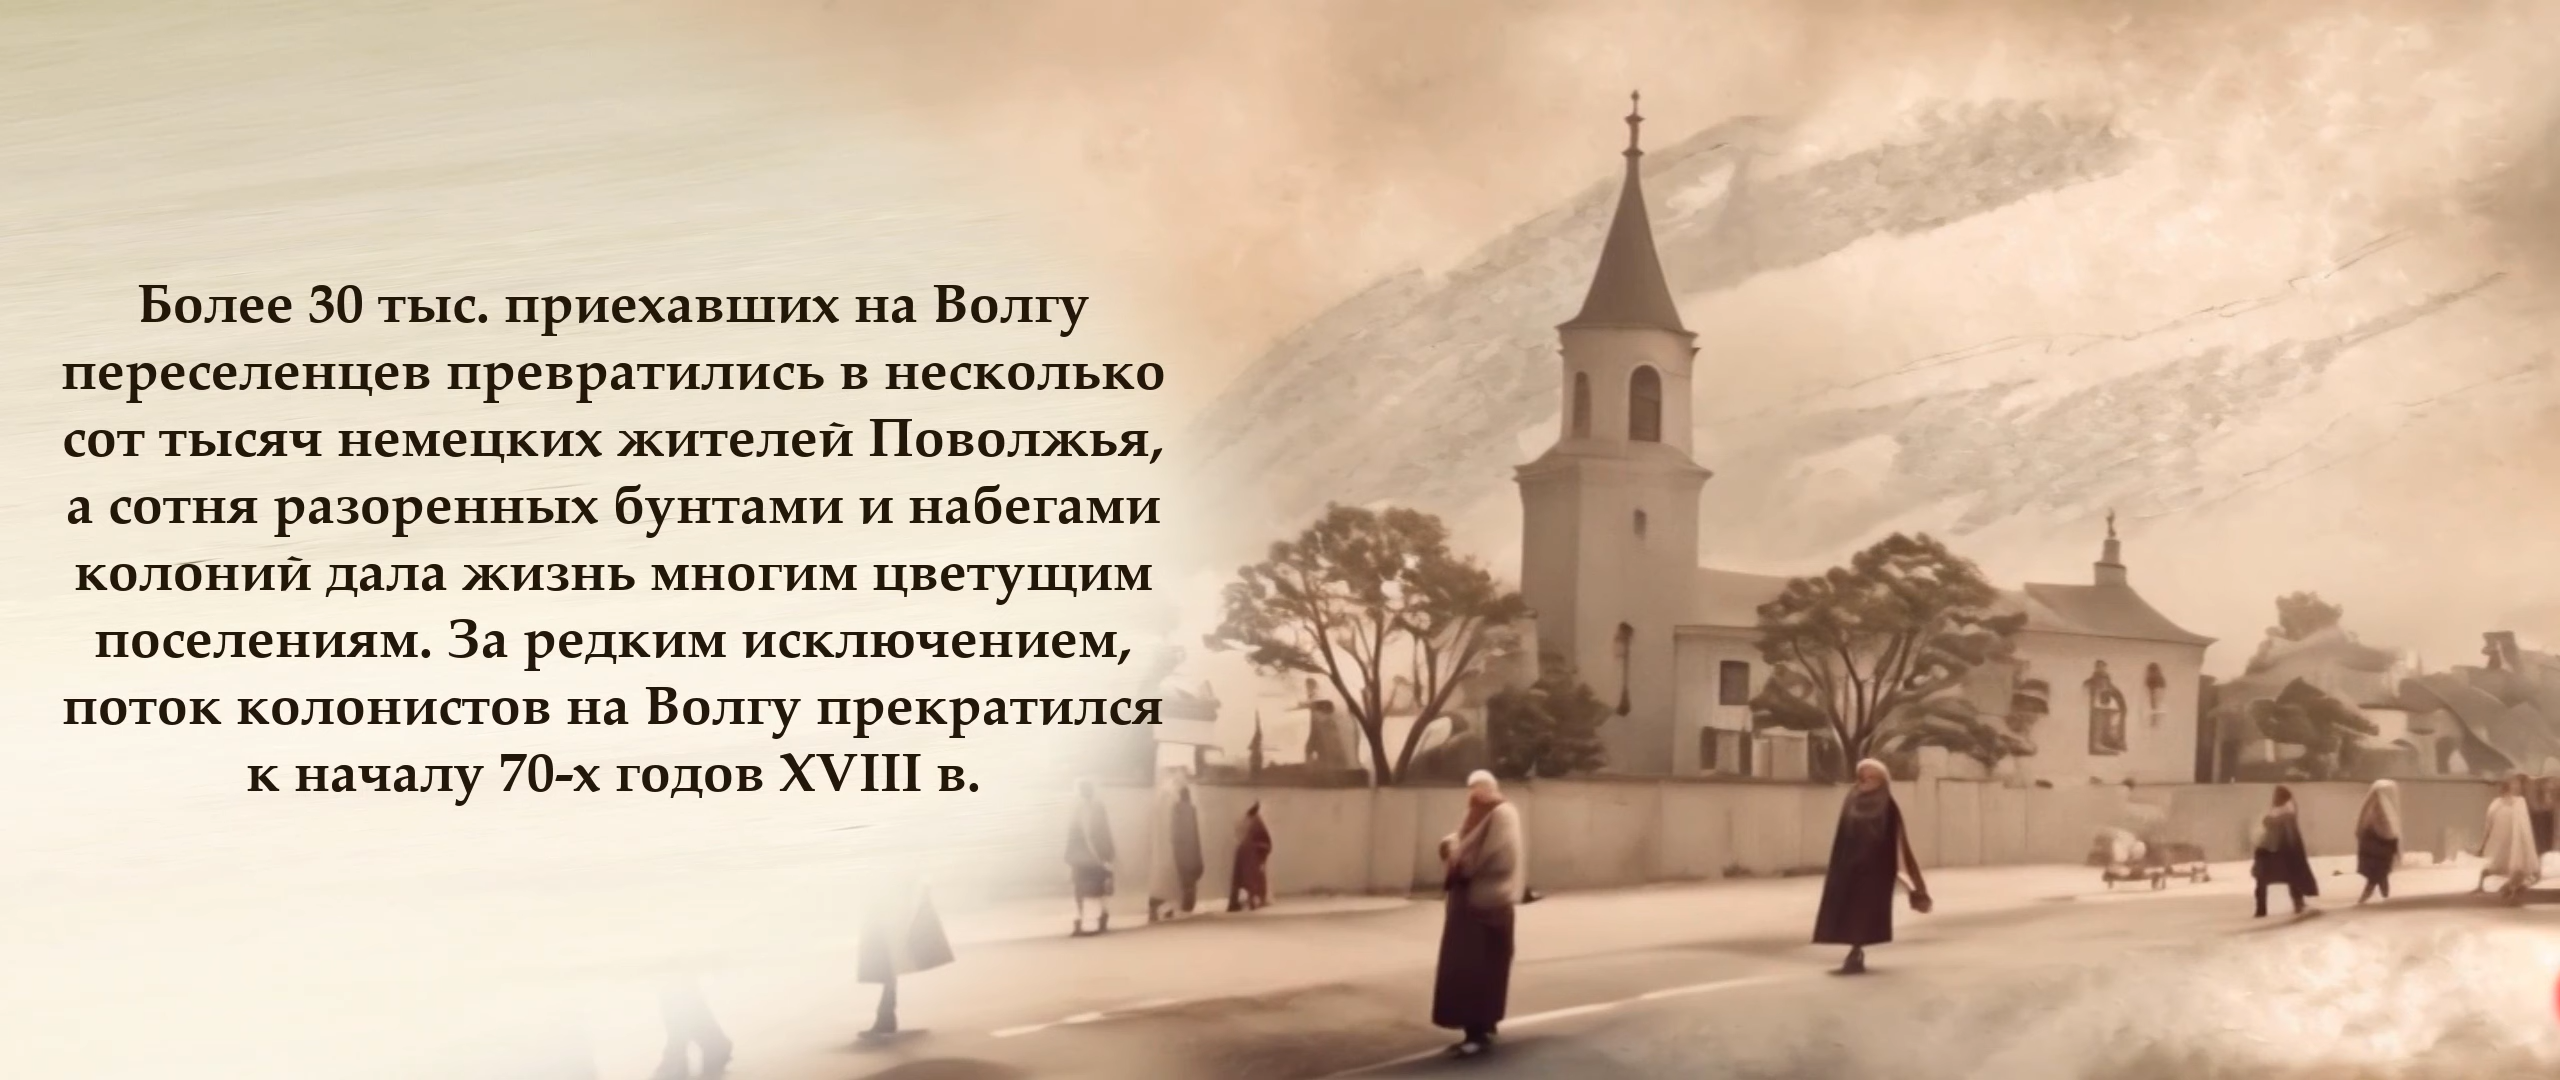 Более 30 тыс. приехавших на Волгу
переселенцев превратились в несколько
сот тысяч немецких жителей Поволжья,
а сотня разоренных бунтами и набегами
колоний дала жизнь многим цветущим
поселениям. За редким исключением,
поток колонистов на Волгу прекратился
к началу 70-х годов XVIII в.